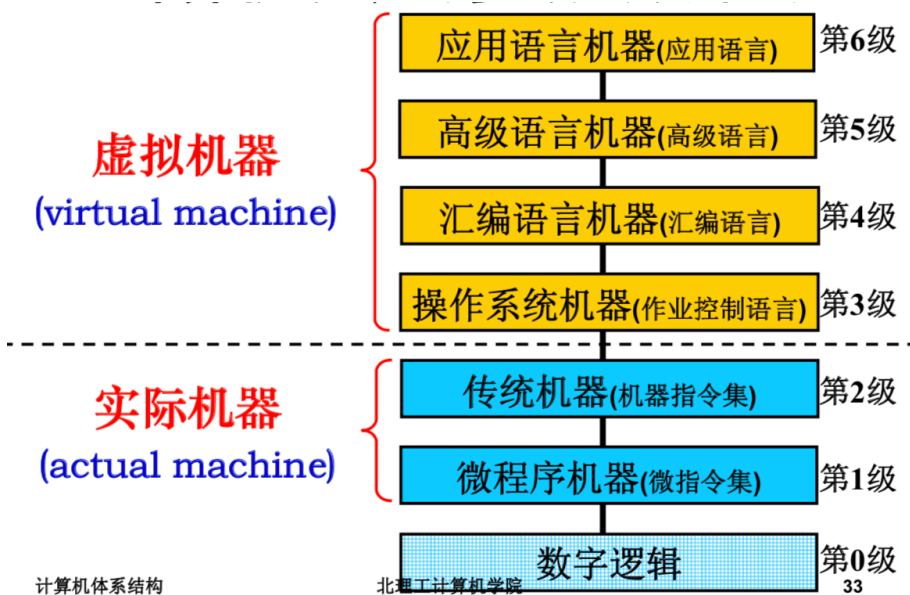 应用语言机器(应用语言) 第6级
高级语言机器(高级语言) 第5级
虚拟机器
(virtual machine)
汇编语言机器(汇编语言) 第4级
操作系统机器(作业控制语言) 第3级
传统机器(机器指令集) 第2级
实际机器
(actual machine)
微程序机器(微指令集) 第1级
数字逻辑 第0级
计算机体系结构 北理工计算机学院 33